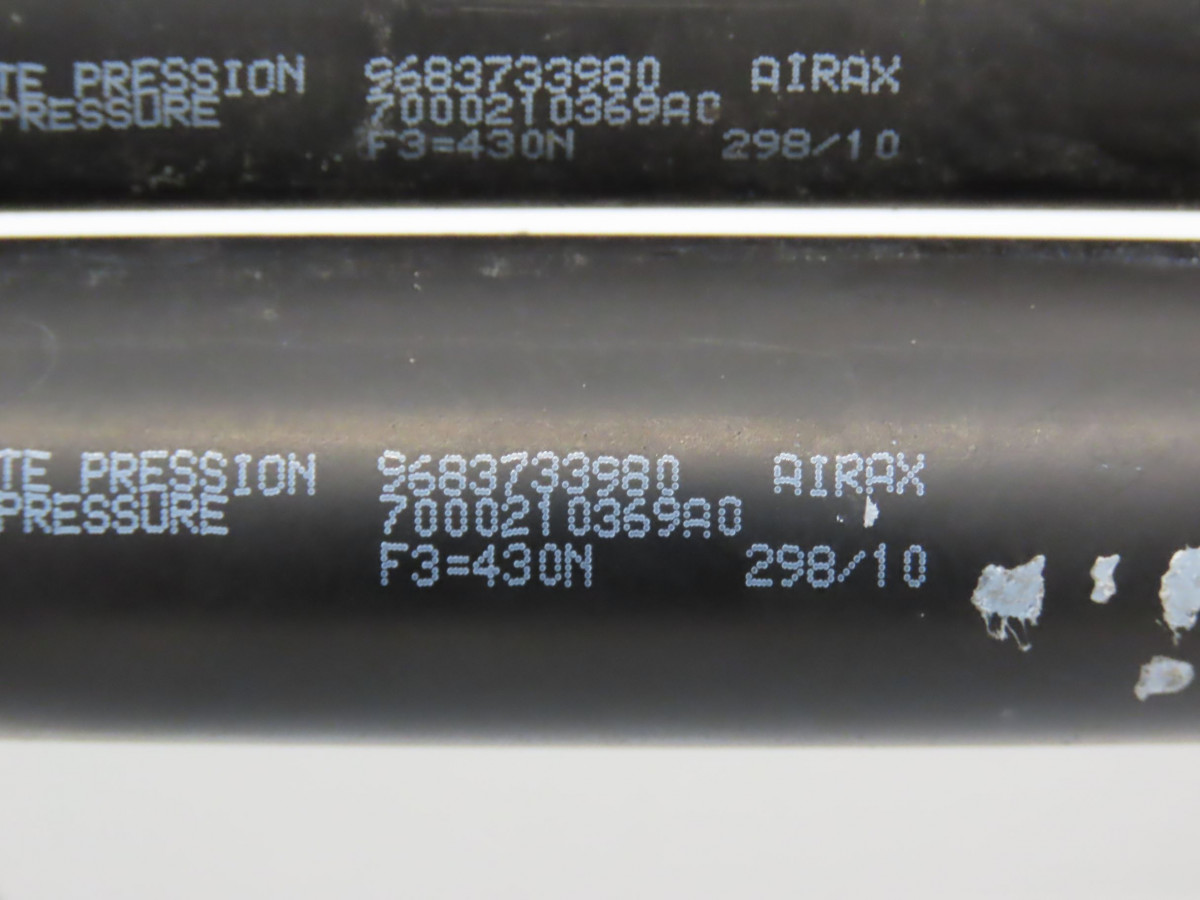 TE PRESSION 9683733980 AIRAX
PRESSURE 7000210369A0
F3=430N 298/10
TE PRESSION 9683733980 AIRAX
PRESSURE 7000210369A0
F3=430N 298/10